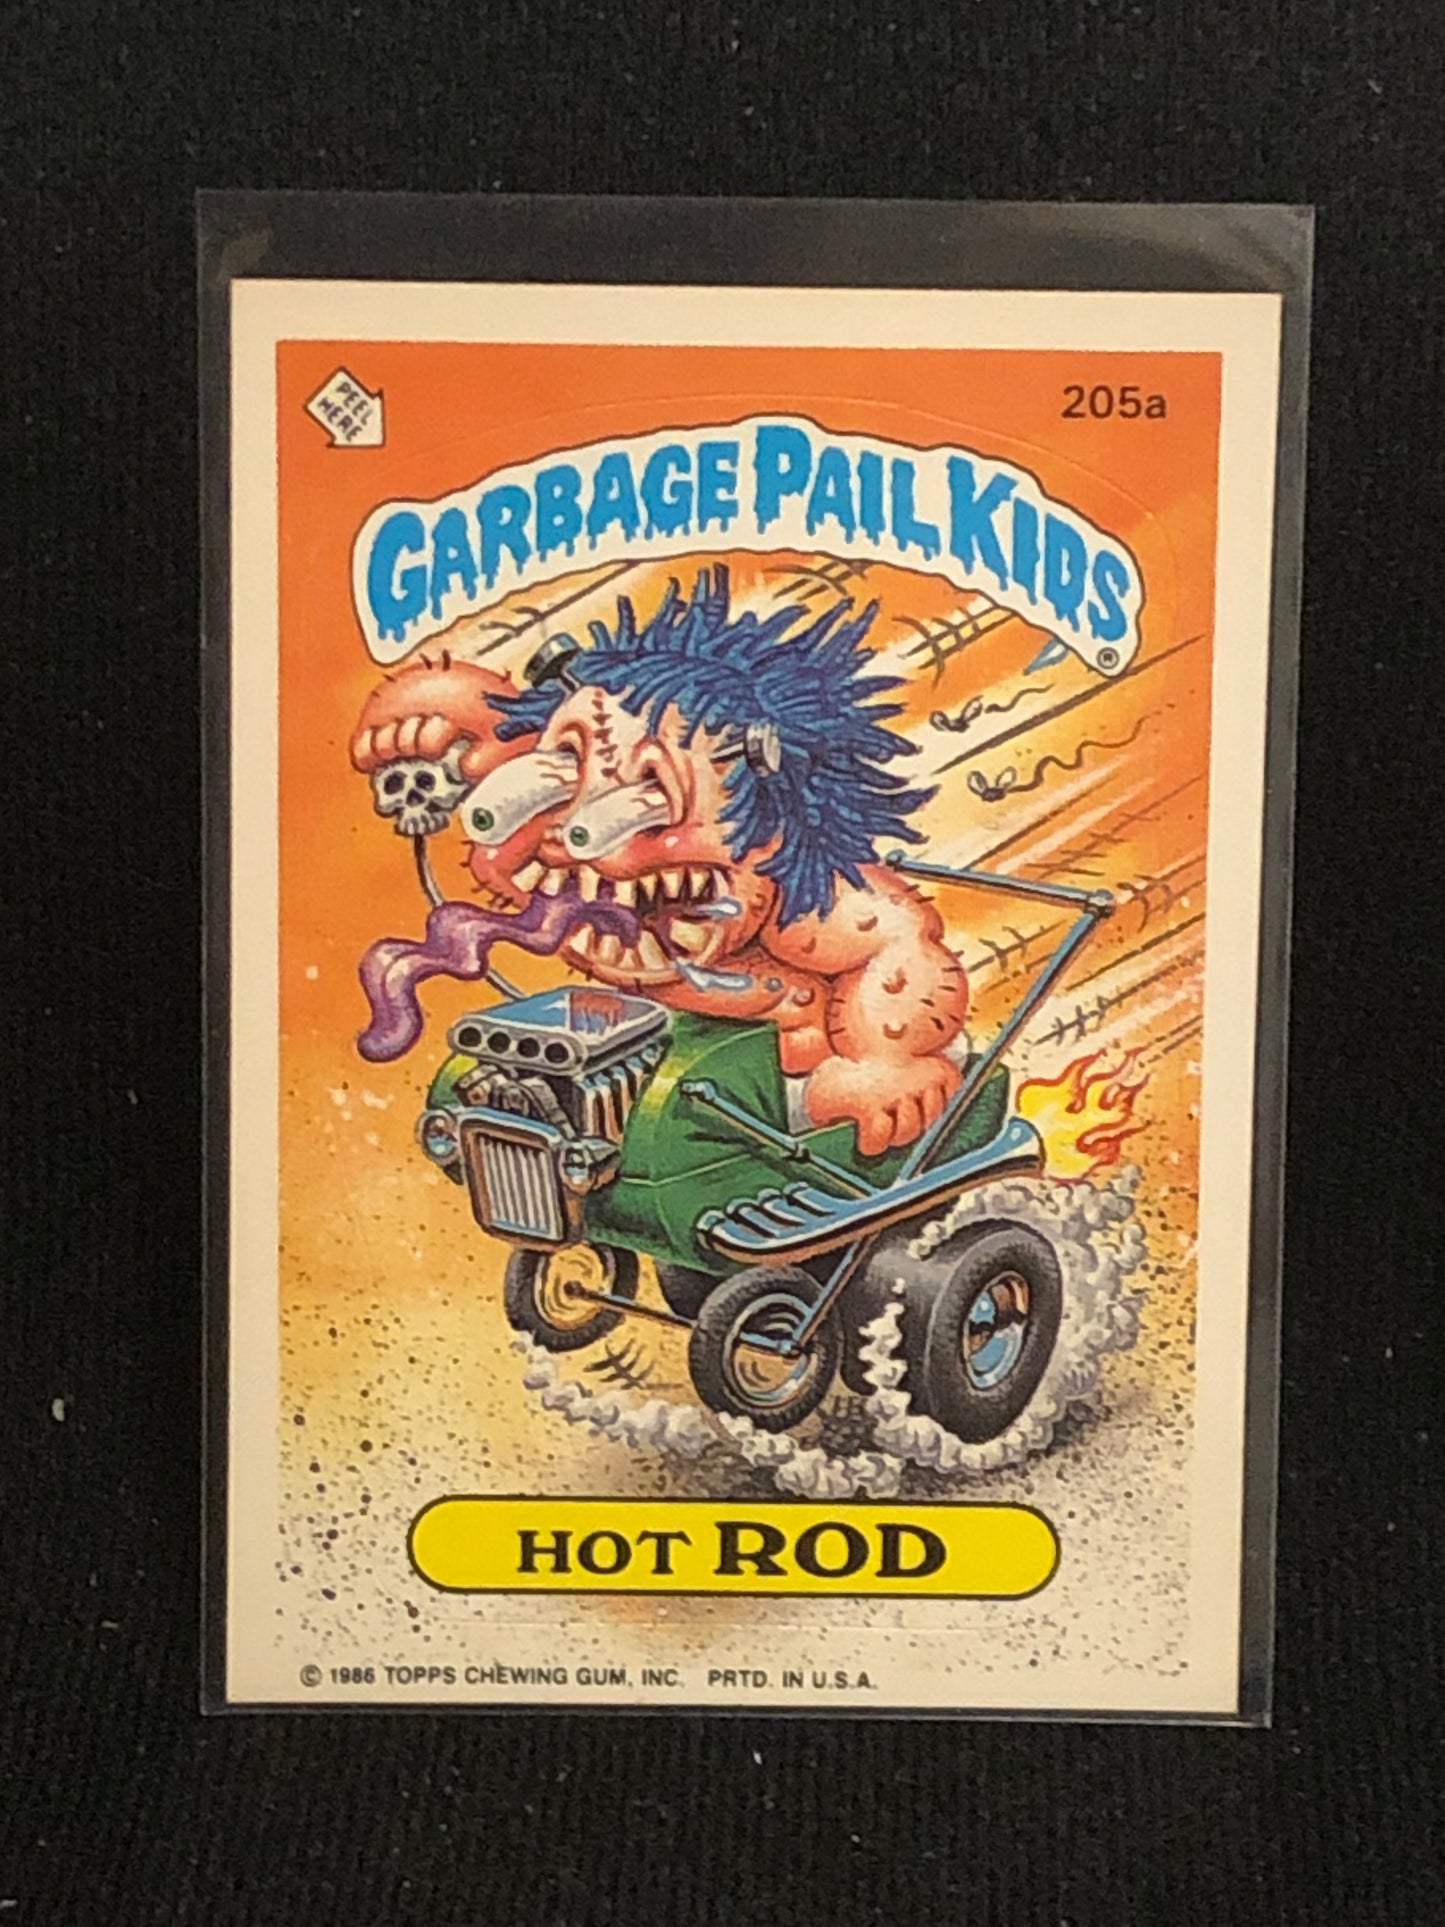 PEEL
HERE
205a
GARBAGE PAIL KIDS
®
HOT ROD
© 1986 TOPPS CHEWING GUM, INC. PRTD. IN U.S.A.